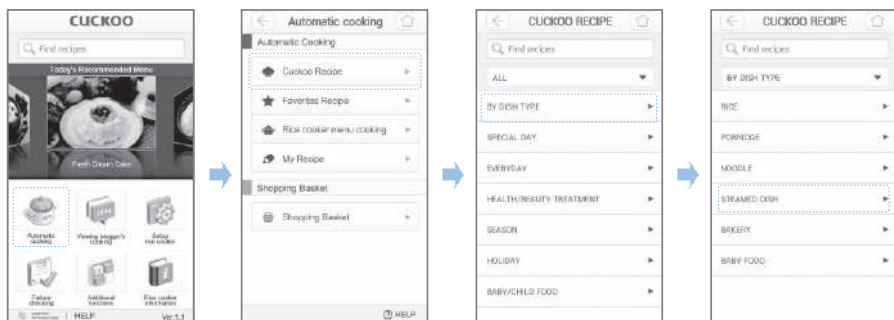 CUCKOO
Find recipes
Today's Recommended Menu
Fresh Cream Cake
Automatic
cooking
Viewing blogger's
cooking
Setup
rice cooker
Failure
checking
Additional
functions
Rice cooker
information
HELP
Ver.1.1
Automatic cooking
Automatic Cooking
Cuckoo Recipe
Favorites Recipe
Rice cooker menu cooking
My Recipe
Shopping Basket
Shopping Basket
HELP
CUCKOO RECIPE
Find recipes
ALL
BY DISH TYPE
SPECIAL DAY
EVERYDAY
HEALTH/BEAUTY TREATMENT
SEASON
HOLIDAY
BABY/CHILD FOOD
CUCKOO RECIPE
Find recipes
BY DISH TYPE
RICE
PORRIDGE
NOODLE
STEAMED DISH
BAKERY
BABY FOOD